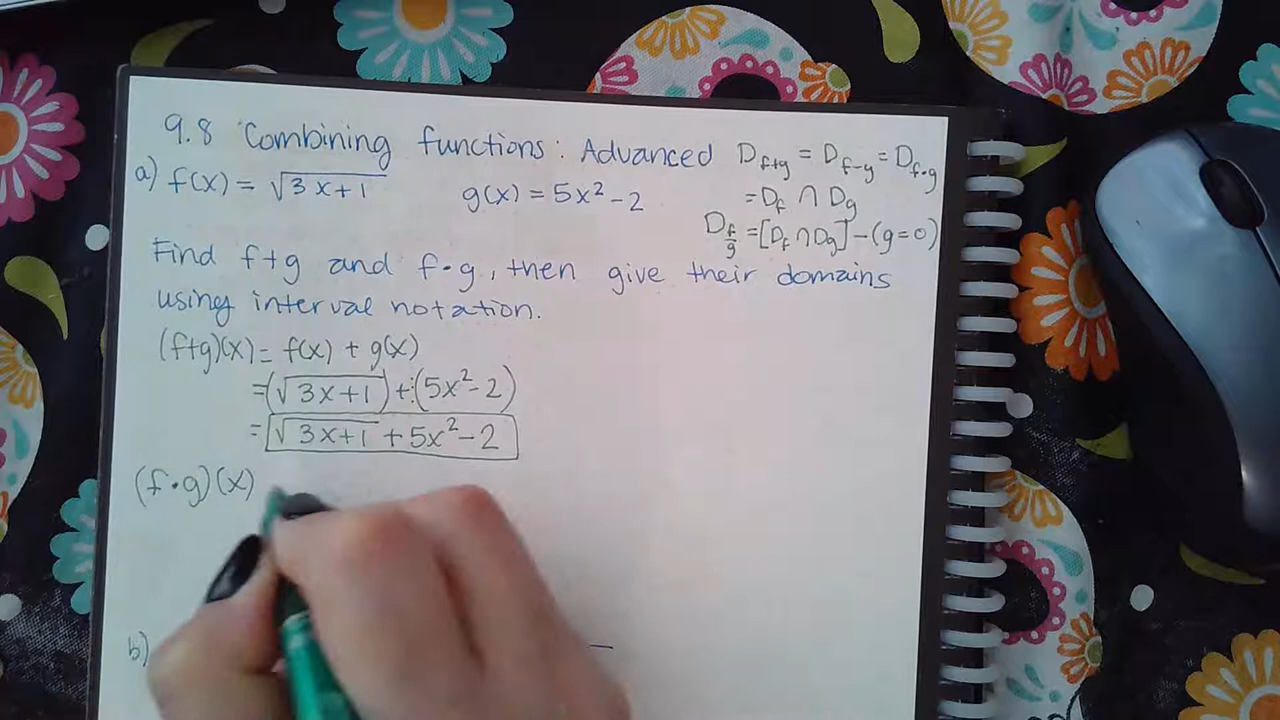 9.8 Combining functions: Advanced
D_{f+g} = D_{f-g} = D_{f•g}
= D_f ∩ D_g
D_{f/g} = [D_f ∩ D_g] - (g=0)
a) f(x) = √(3x+1) g(x) = 5x² - 2
Find f+g and f•g, then give their domains
using interval notation.
(f+g)(x) = f(x) + g(x)
= (√(3x+1)) + (5x² - 2)
= √(3x+1) + 5x² - 2
(f•g)(x)
b)